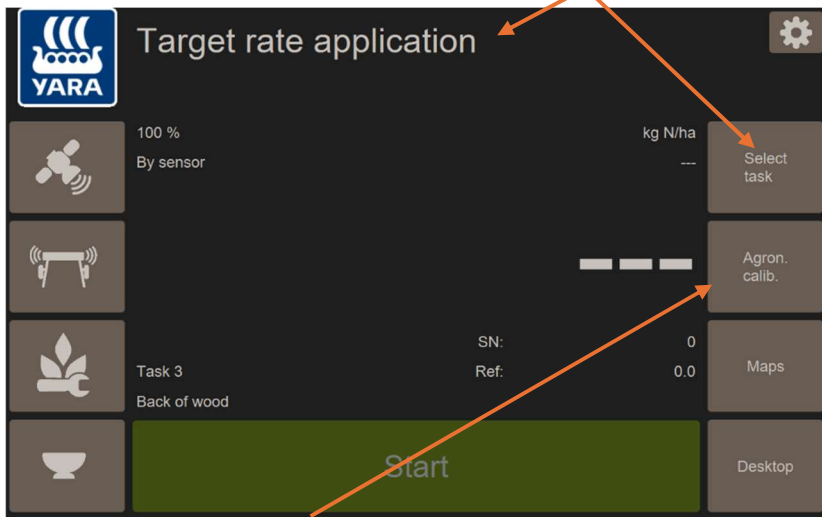 YARA
Target rate application
100 %
kg N/ha
By sensor
---
Select
task
Agron.
calib.
SN:
0
Task 3
Ref:
0.0
Maps
Back of wood
Start
Desktop